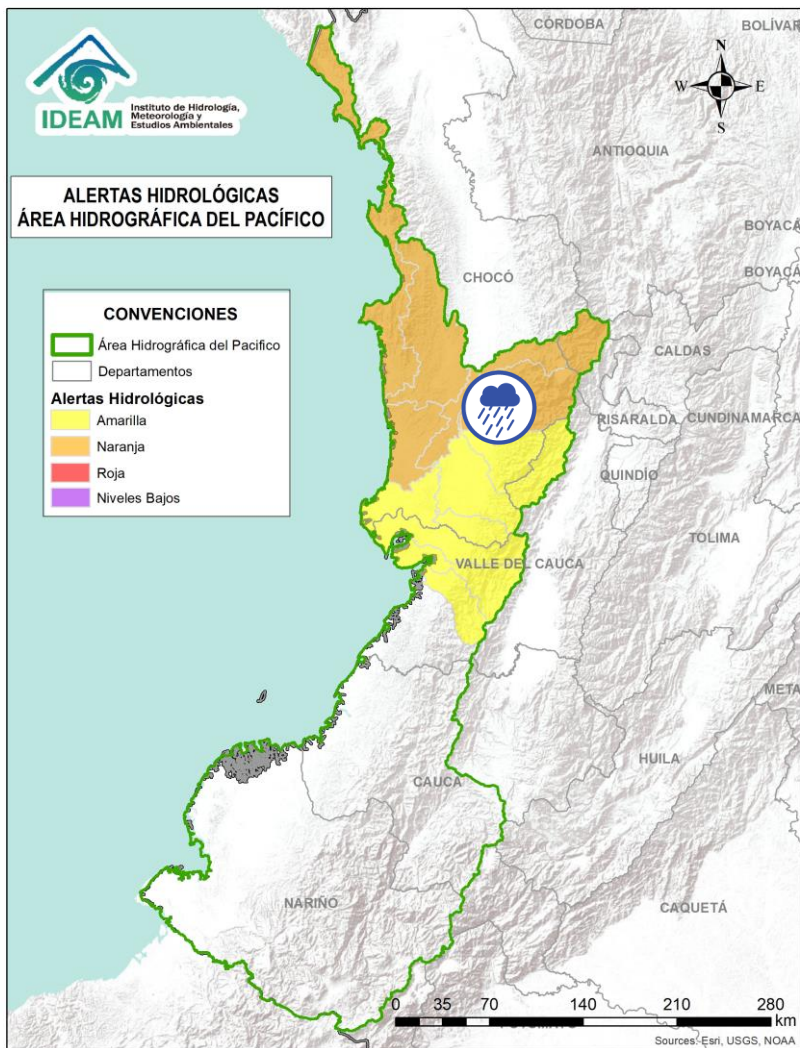 CÓRDOBA
BOLÍVAR
IDEAM
Instituto de Hidrología,
Meteorología y
Estudios Ambientales
N
W
E
S
ANTIOQUIA
ALERTAS HIDROLÓGICAS
ÁREA HIDROGRÁFICA DEL PACÍFICO
BOYACÁ
BOYACÁ
CHOCÓ
CONVENCIONES
Área Hidrográfica del Pacifico
Departamentos
Alertas Hidrológicas
Amarilla
Naranja
Roja
Niveles Bajos
CALDAS
RISARALDA
CUNDINAMARCA
QUINDÍO
TOLIMA
VALLE DEL CAUCA
META
HUILA
CAUCA
NARIÑO
CAQUETÁ
0 35 70 140 210 280
km
Sources: Esri, USGS, NOAA